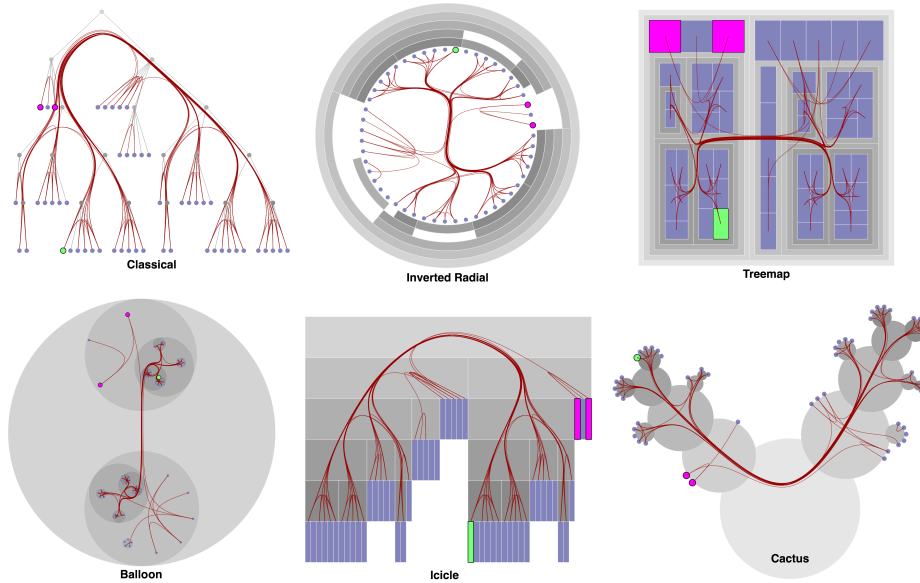 Classical
Inverted Radial
Treemap
Balloon
Icicle
Cactus